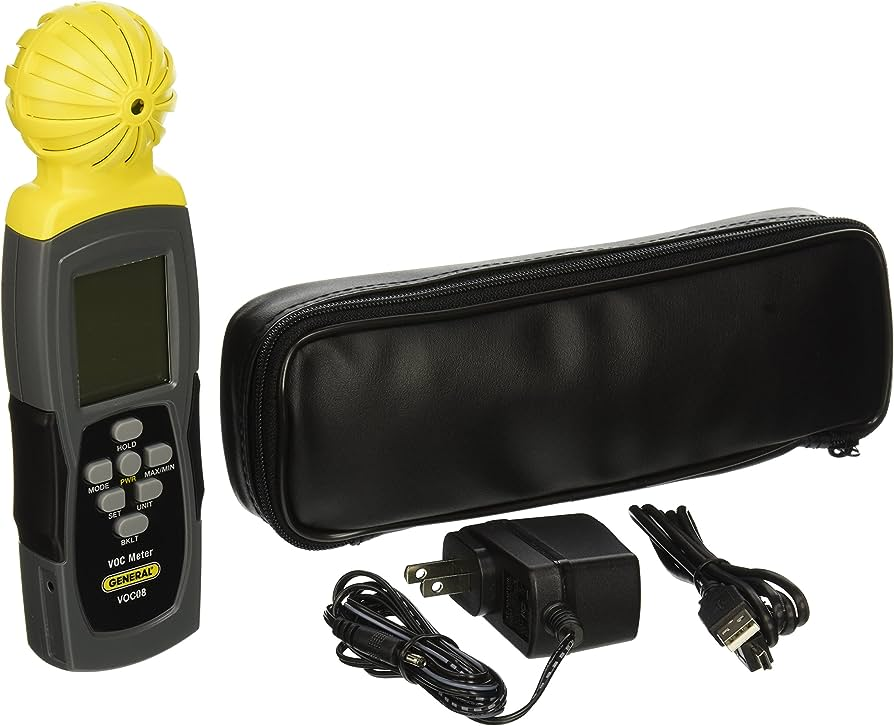 HOLD
MODE PWR MAX/MIN
SET UNIT
BKLT
VOC Meter
GENERAL
VOC08